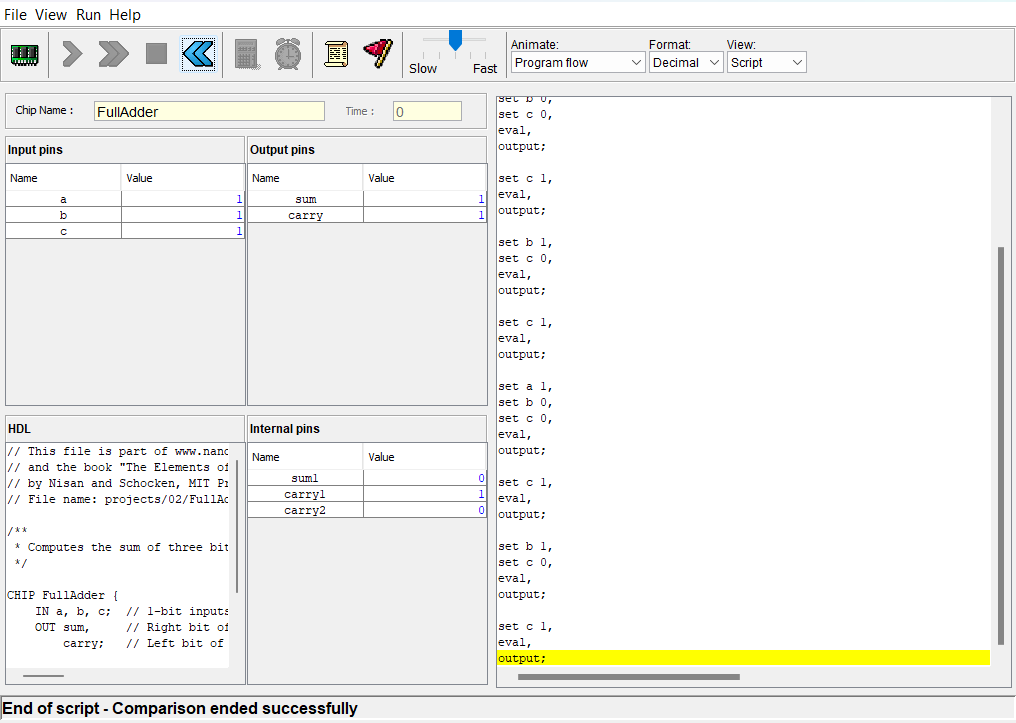 File View Run Help
Slow Fast
Animate: Format: View:
Program flow Decimal Script
Chip Name : FullAdder Time : 0
Input pins
Name Value
a 1
b 1
c 1
Output pins
Name Value
sum 1
carry 1
HDL
// This file is part of www.nand
// and the book "The Elements of
// by Nisan and Schocken, MIT Pr
// File name: projects/02/FullAd
/**
* Computes the sum of three bit
*/
CHIP FullAdder {
IN a, b, c; // 1-bit inputs
OUT sum, // Right bit of
carry; // Left bit of
Internal pins
Name Value
sum1 0
carry1 1
carry2 0
set b 0,
set c 0,
eval,
output;
set c 1,
eval,
output;
set b 1,
set c 0,
eval,
output;
set c 1,
eval,
output;
set a 1,
set b 0,
set c 0,
eval,
output;
set c 1,
eval,
output;
set b 1,
set c 0,
eval,
output;
set c 1,
eval,
output;
End of script - Comparison ended successfully